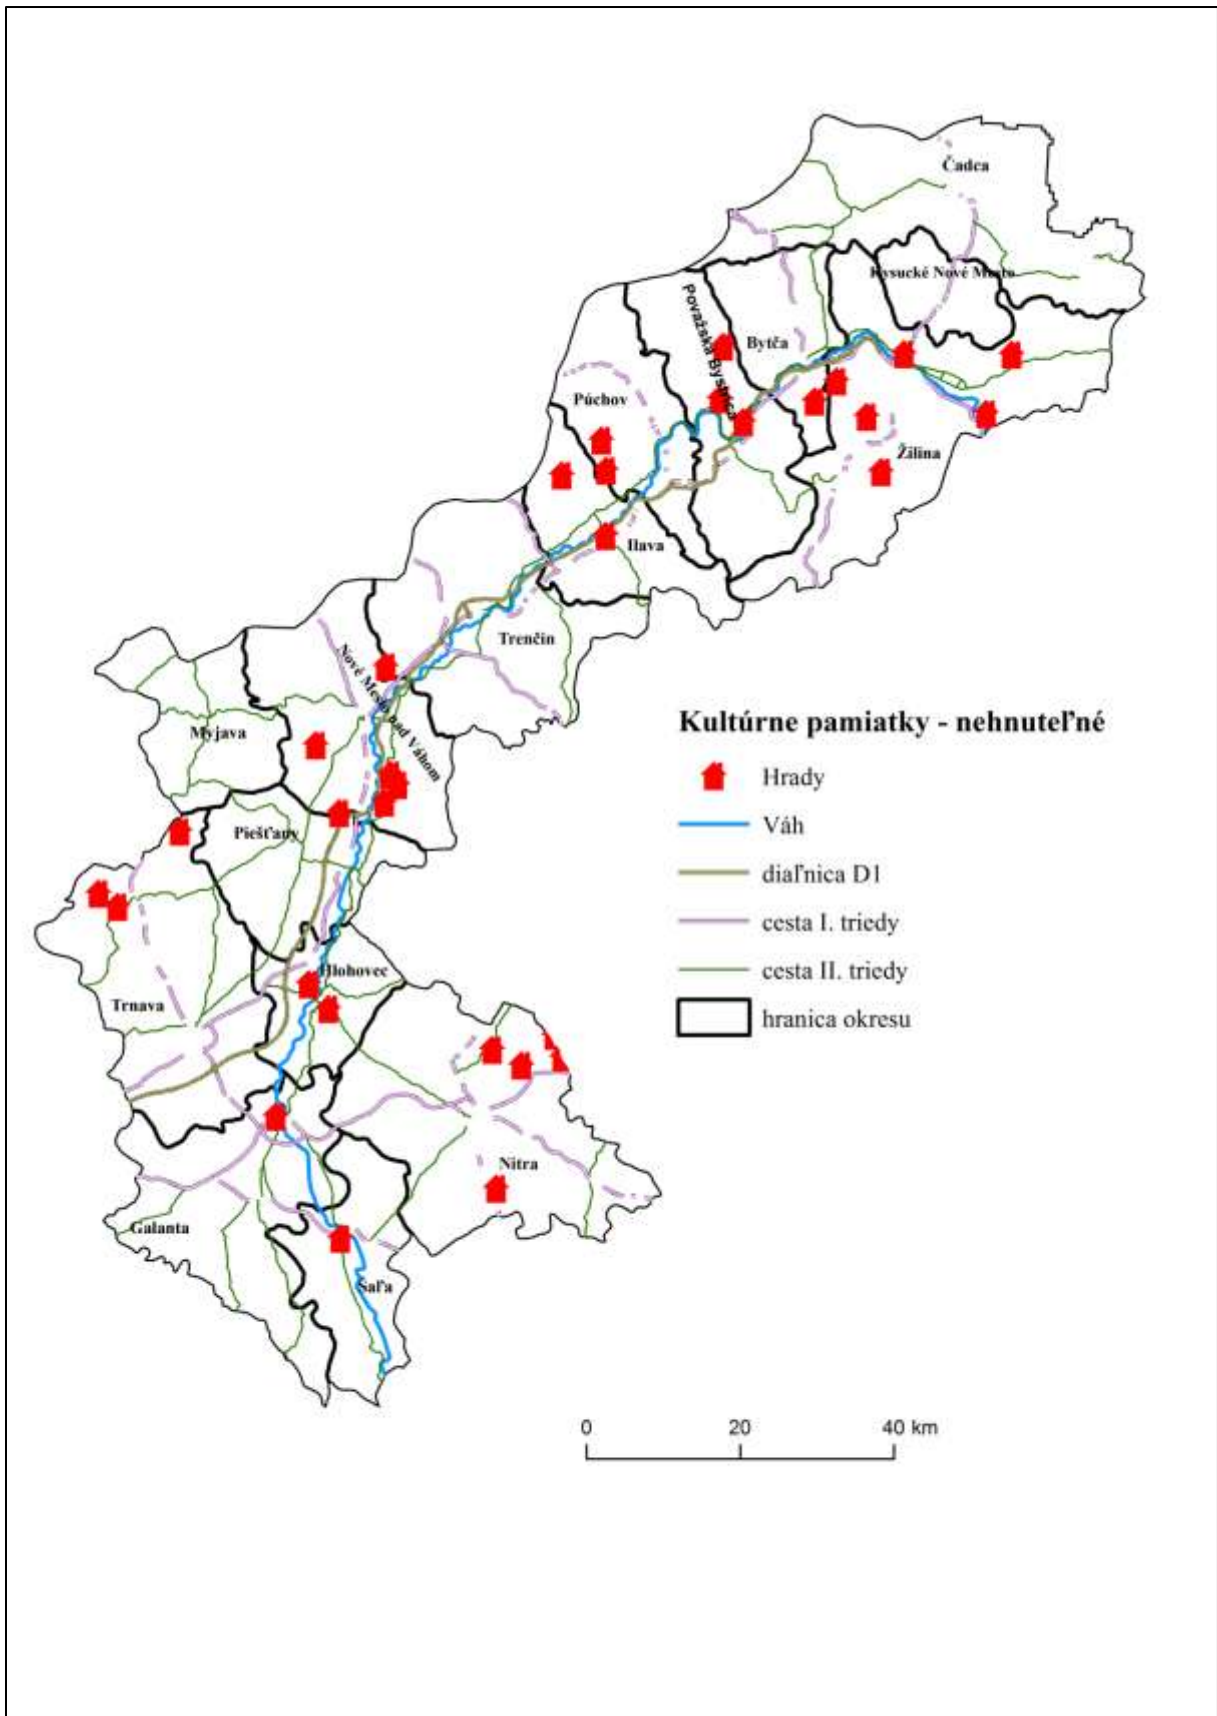 Čadca
Kysucké Nové Mesto
Považská Bystrica
Bytča
Púchov
Žilina
Ilava
Trenčín
Nové Mesto nad Váhom
Myjava
Piešťany
Hlohovec
Trnava
Nitra
Galanta
Šaľa
Kultúrne pamiatky - nehnuteľné
Hrady
Váh
diaľnica D1
cesta I. triedy
cesta II. triedy
hranica okresu
0 20 40 km